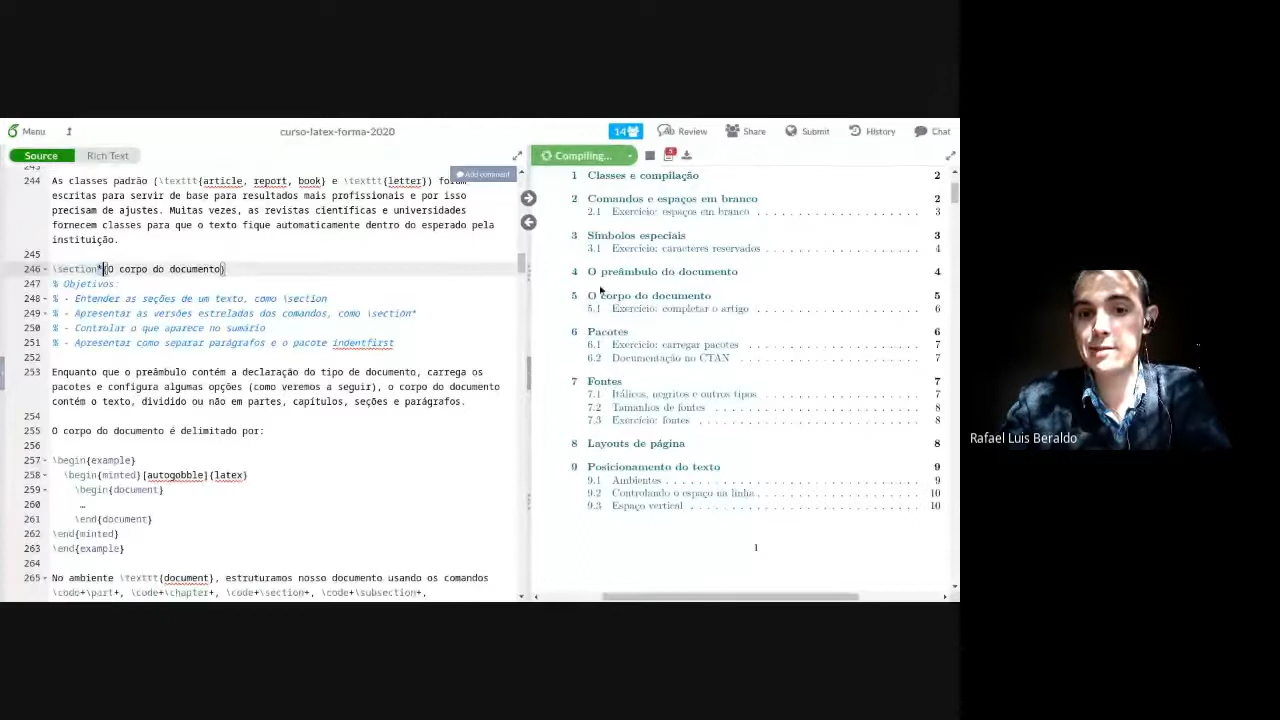 Menu
curso-latex-forma-2020
14
Review
Share
Submit
History
Chat
Source
Rich Text
Add comment
Compiling...
5
243
244 As classes padrão (\texttt{article, report, book} e \texttt{letter}) foram
escritas para servir de base para resultados mais profissionais e por isso
precisam de ajustes. Muitas vezes, as revistas científicas e universidades
fornecem classes para que o texto fique automaticamente dentro do esperado pela
instituição.
245
246 \section*{O corpo do documento}
247 % Objetivos:
248 % - Entender as seções de um texto, como \section
249 % - Apresentar as versões estreladas dos comandos, como \section*
250 % - Controlar o que aparece no sumário
251 % - Apresentar como separar parágrafos e o pacote indentfirst
252
253 Enquanto que o preâmbulo contém a declaração do tipo de documento, carrega os
pacotes e configura algumas opções (como veremos a seguir), o corpo do documento
contém o texto, dividido ou não em partes, capítulos, seções e parágrafos.
254
255 O corpo do documento é delimitado por:
256
257 \begin{example}
258 \begin{minted}[autogobble]{latex}
259 \begin{document}
260 …
261 \end{document}
262 \end{minted}
263 \end{example}
264
265 No ambiente \texttt{document}, estruturamos nosso documento usando os comandos
\code+\part+, \code+\chapter+, \code+\section+, \code+\subsection+,
1 Classes e compilação 2
2 Comandos e espaços em branco 2
2.1 Exercício: espaços em branco . . . . . . . . . . 3
3 Símbolos especiais 3
3.1 Exercício: caracteres reservados . . . . . . . . . . 4
4 O preâmbulo do documento 4
5 O corpo do documento 5
5.1 Exercício: completar o artigo . . . . . . . . . . 6
6 Pacotes 6
6.1 Exercício: carregar pacotes . . . . . . . . . . 7
6.2 Documentação no CTAN . . . . . . . . . . 7
7 Fontes 7
7.1 Itálicos, negritos e outros tipos . . . . . . . . . . 7
7.2 Tamanhos de fontes . . . . . . . . . . 8
7.3 Exercício: fontes . . . . . . . . . . 8
8 Layouts de página 8
9 Posicionamento do texto 9
9.1 Ambientes . . . . . . . . . . 9
9.2 Controlando o espaço na linha . . . . . . . . . . 10
9.3 Espaço vertical . . . . . . . . . . 10
1
Rafael Luis Beraldo